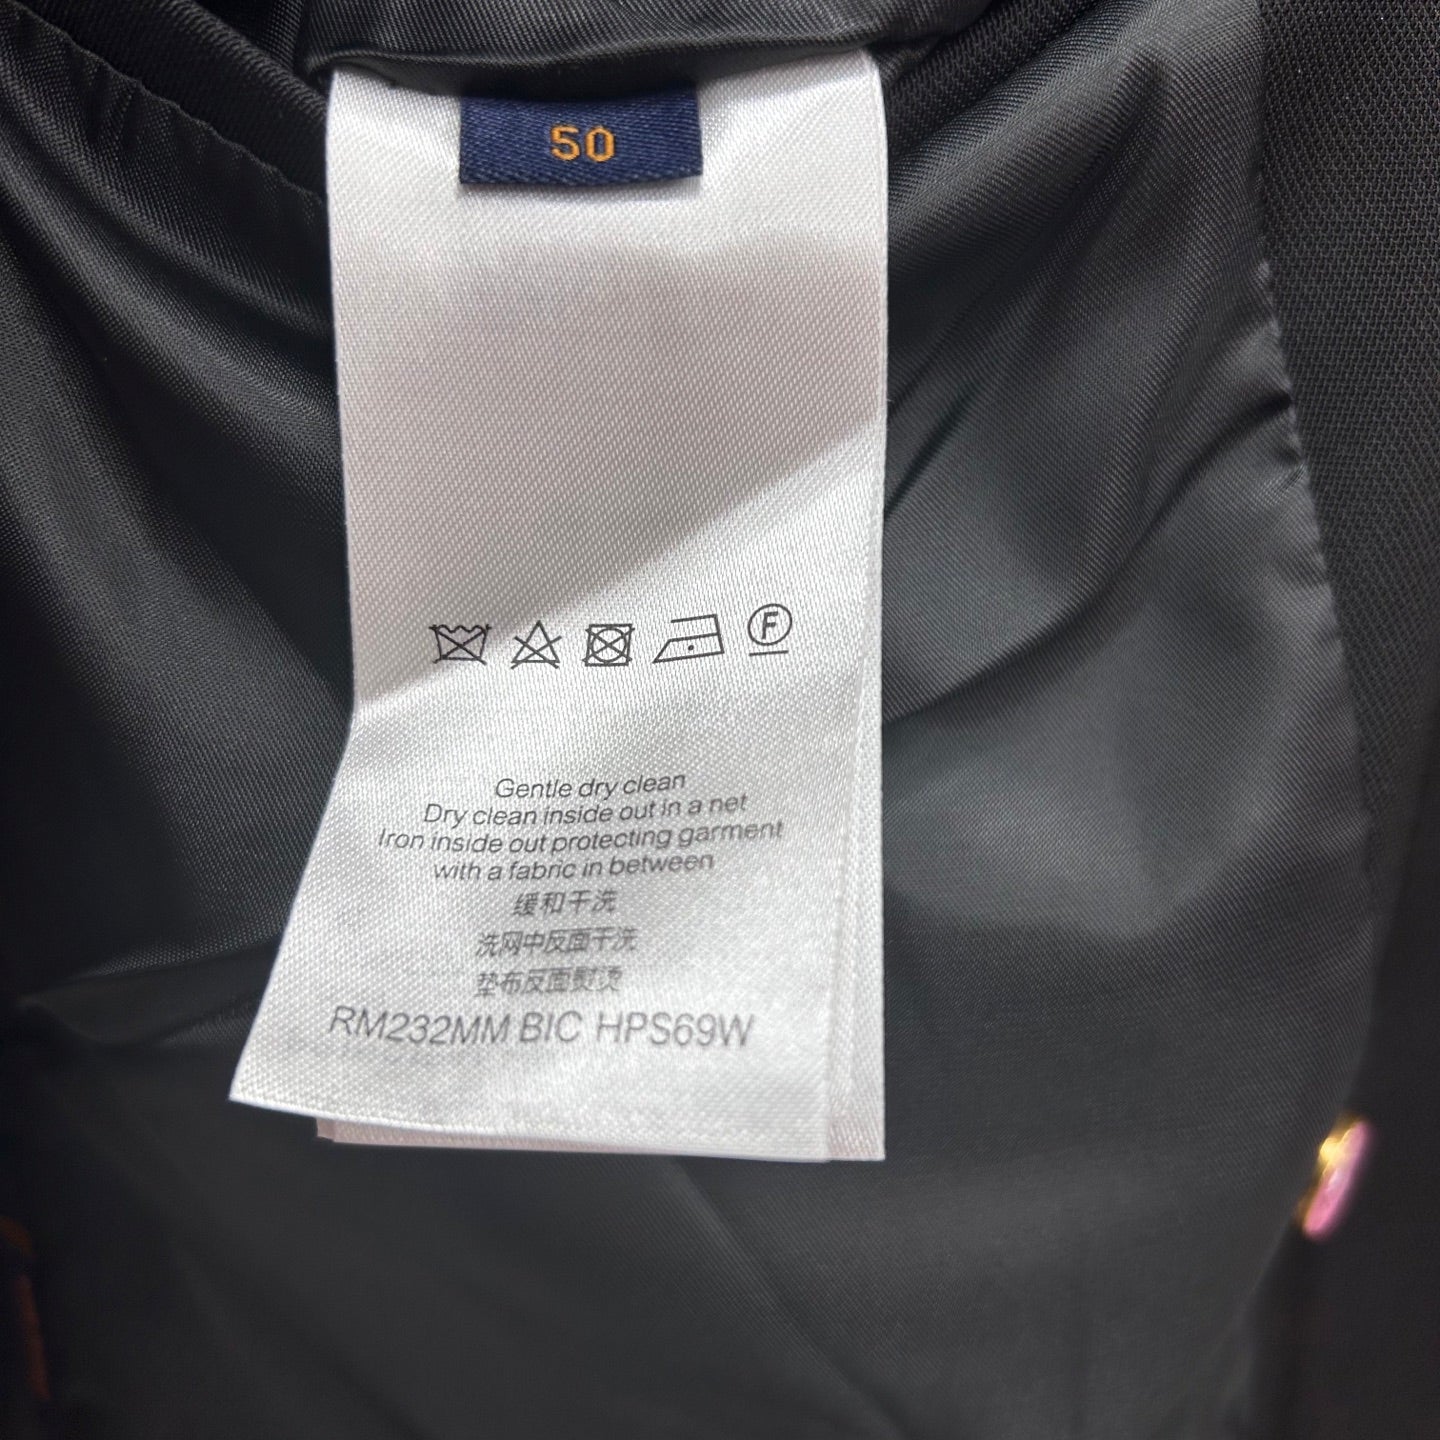 50
F
Gentle dry clean
Dry clean inside out in a net
Iron inside out protecting garment
with a fabric in between
缓和干洗
洗网中反面干洗
垫布反面熨烫
RM232MM BIC HPS69W